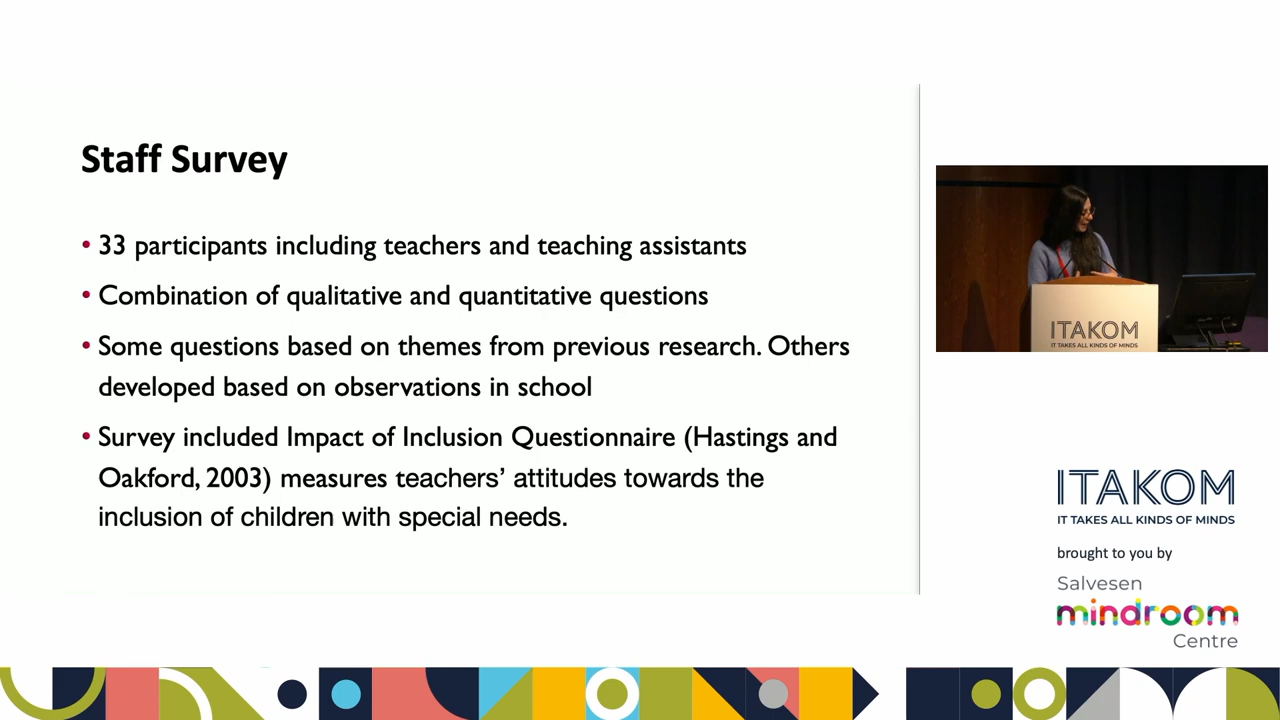 Staff Survey
• 33 participants including teachers and teaching assistants
• Combination of qualitative and quantitative questions
• Some questions based on themes from previous research. Others
developed based on observations in school
• Survey included Impact of Inclusion Questionnaire (Hastings and
Oakford, 2003) measures teachers’ attitudes towards the
inclusion of children with special needs.
ITAKOM
IT TAKES ALL KINDS OF MINDS
ITAKOM
IT TAKES ALL KINDS OF MINDS
brought to you by
Salvesen
mindroom
Centre